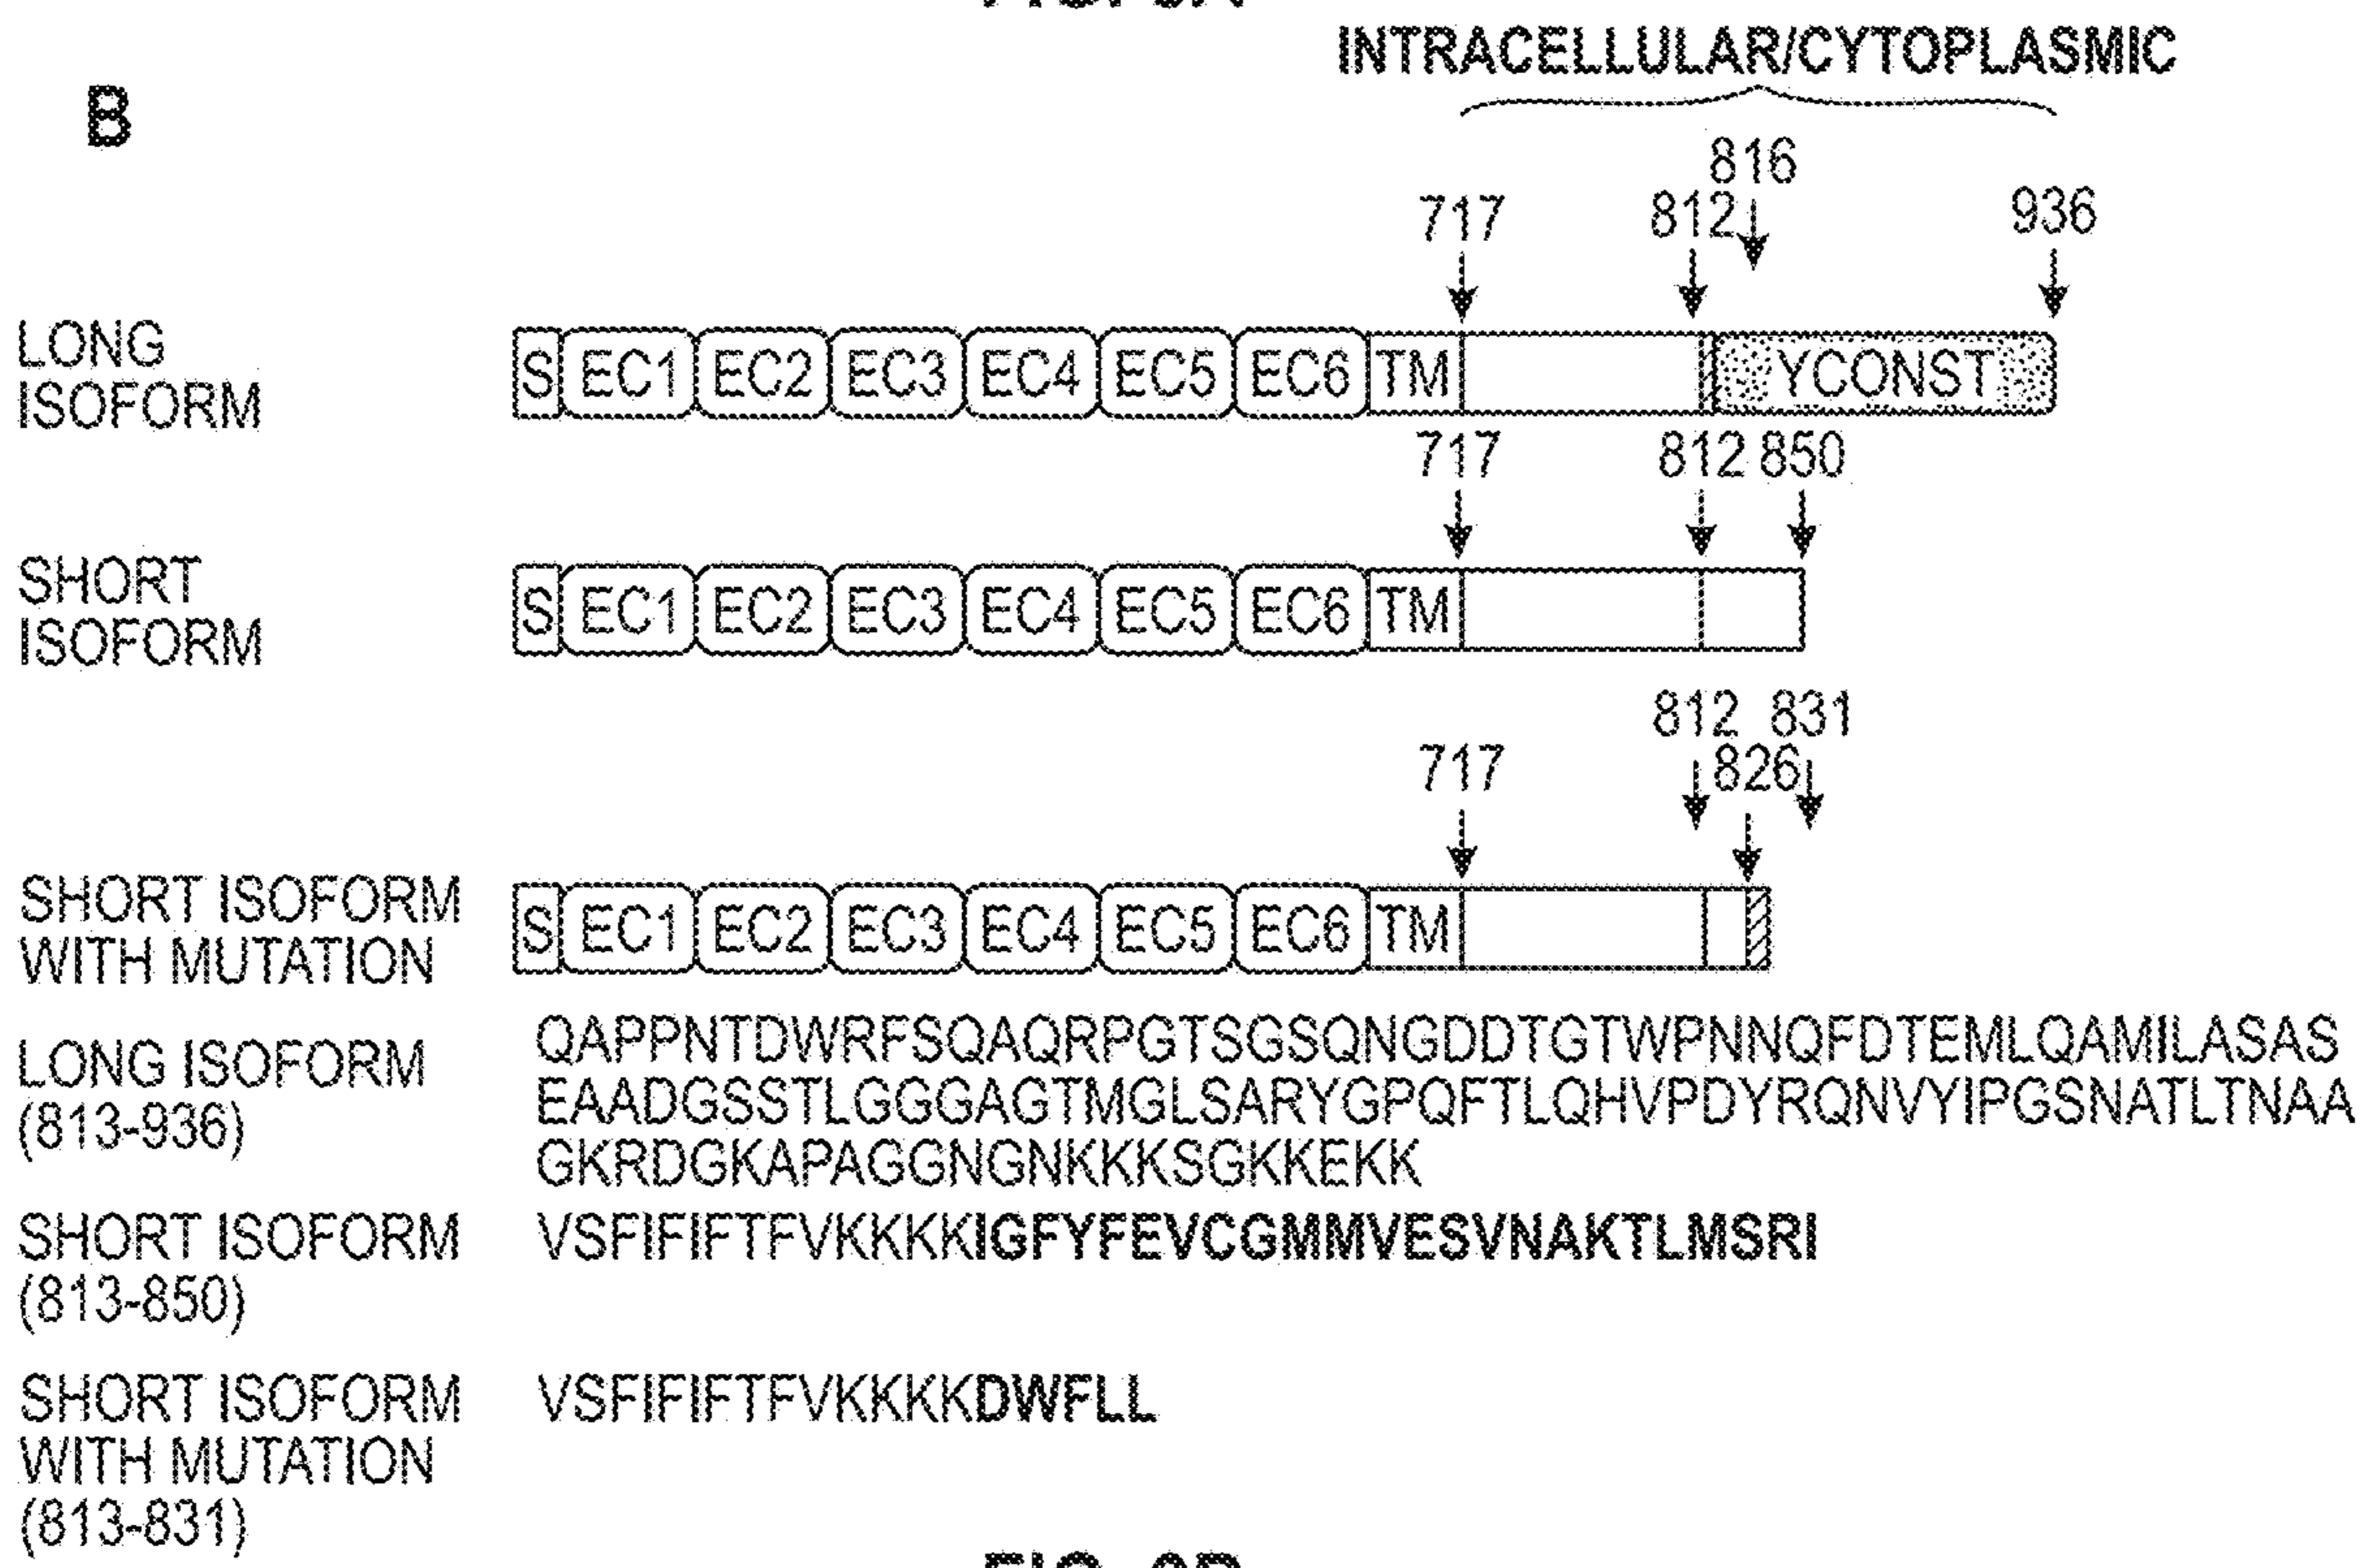 B
INTRACELLULAR/CYTOPLASMIC
816
717 812 936
LONG
ISOFORM
S EC1 EC2 EC3 EC4 EC5 EC6 TM YCONST
717 812 850
SHORT
ISOFORM
S EC1 EC2 EC3 EC4 EC5 EC6 TM
812 831
717 826
SHORT ISOFORM
WITH MUTATION
S EC1 EC2 EC3 EC4 EC5 EC6 TM
LONG ISOFORM
(813-936)
QAPPNTDWRFSQAQRPGTSGSQNGDDTGTWPNNQFDTEMLQAMILASAS
EAADGSSTLGGGAGTMGLSARYGPQFTLQHVPDYRQNVYIPGSNATLTNAA
GKRDGKAPAGGNGNKKKSGKKEKK
SHORT ISOFORM
(813-850)
VSFIFIFTFVKKKKIGFYFEVCGMMVESVNAKTLMSRI
SHORT ISOFORM
WITH MUTATION
(813-831)
VSFIFIFTFVKKKKDWFLL